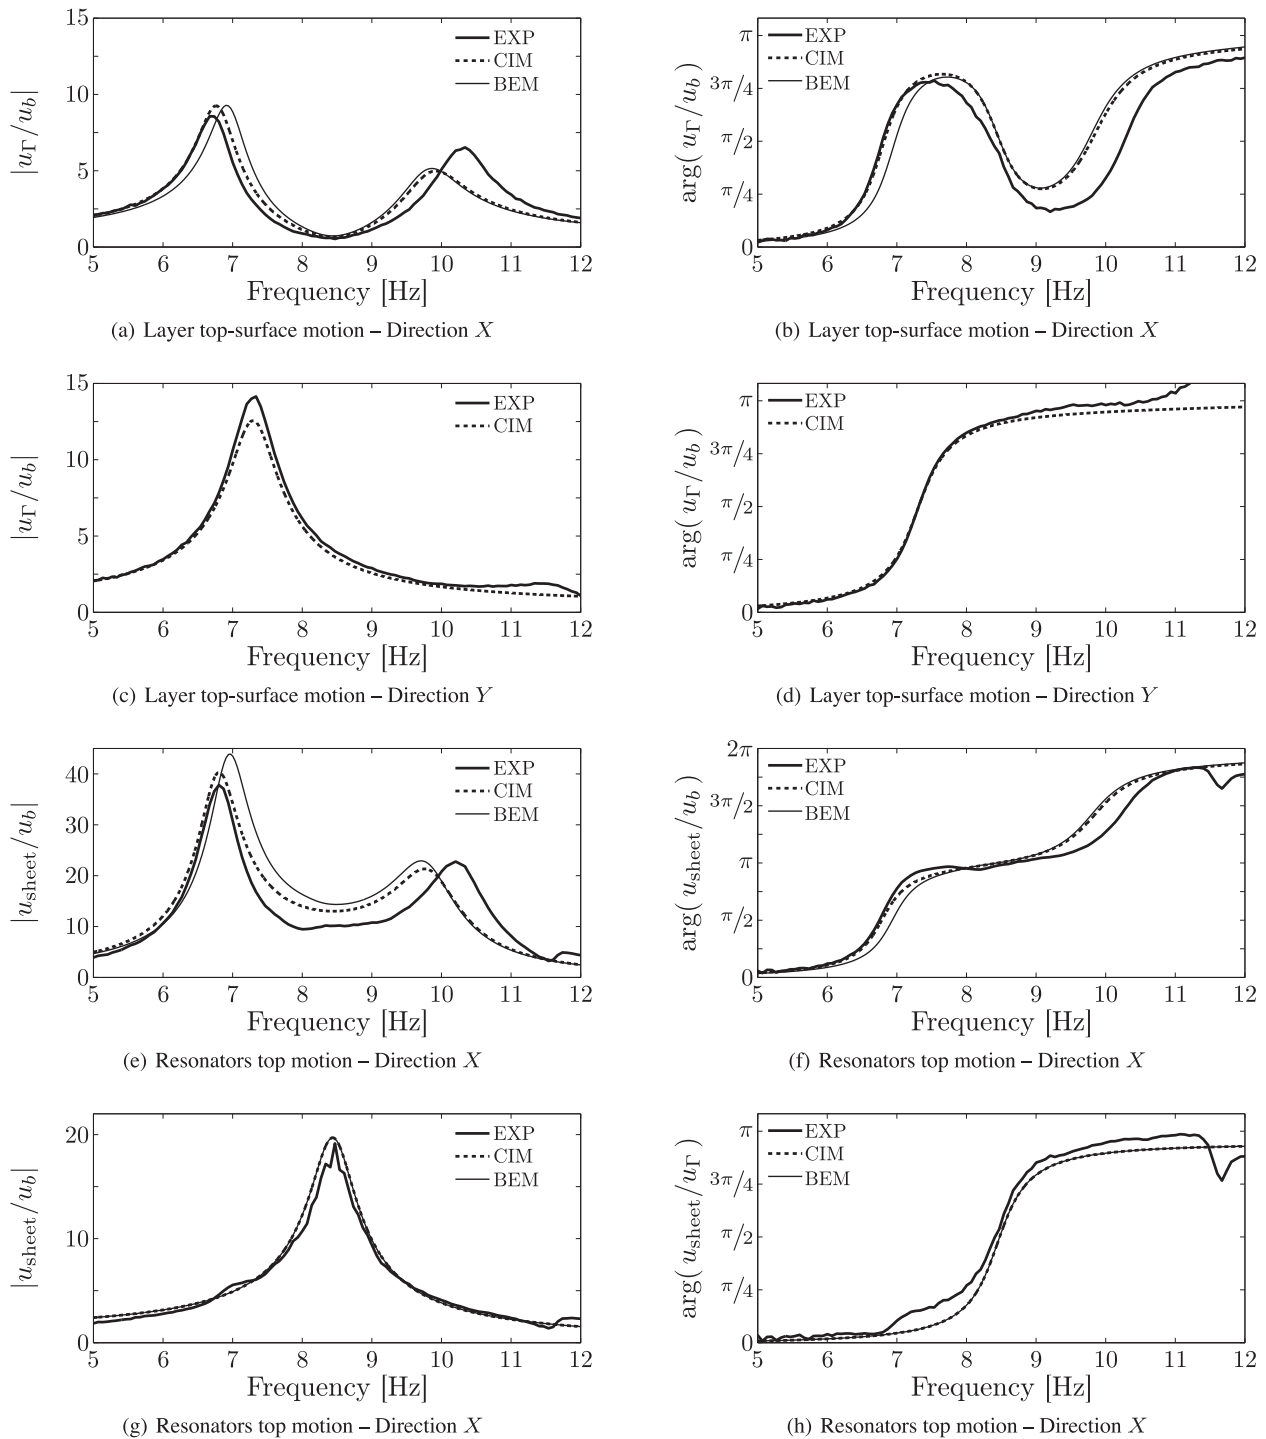 |u_Γ/u_b|
15
10
5
0
EXP
CIM
BEM
5 6 7 8 9 10 11 12
Frequency [Hz]
(a) Layer top-surface motion – Direction X
arg( u_Γ/u_b)
π
3π/4
π/2
π/4
0
EXP
CIM
BEM
5 6 7 8 9 10 11 12
Frequency [Hz]
(b) Layer top-surface motion – Direction X
|u_Γ/u_b|
15
10
5
0
EXP
CIM
5 6 7 8 9 10 11 12
Frequency [Hz]
(c) Layer top-surface motion – Direction Y
arg( u_Γ/u_b)
π
3π/4
π/2
π/4
0
EXP
CIM
5 6 7 8 9 10 11 12
Frequency [Hz]
(d) Layer top-surface motion – Direction Y
|u_sheet/u_b|
40
30
20
10
0
EXP
CIM
BEM
5 6 7 8 9 10 11 12
Frequency [Hz]
(e) Resonators top motion – Direction X
arg( u_sheet/u_b)
2π
3π/2
π
π/2
0
EXP
CIM
BEM
5 6 7 8 9 10 11 12
Frequency [Hz]
(f) Resonators top motion – Direction X
|u_sheet/u_b|
20
10
0
EXP
CIM
BEM
5 6 7 8 9 10 11 12
Frequency [Hz]
(g) Resonators top motion – Direction X
arg( u_sheet/u_Γ)
π
3π/4
π/2
π/4
0
EXP
CIM
BEM
5 6 7 8 9 10 11 12
Frequency [Hz]
(h) Resonators top motion – Direction X